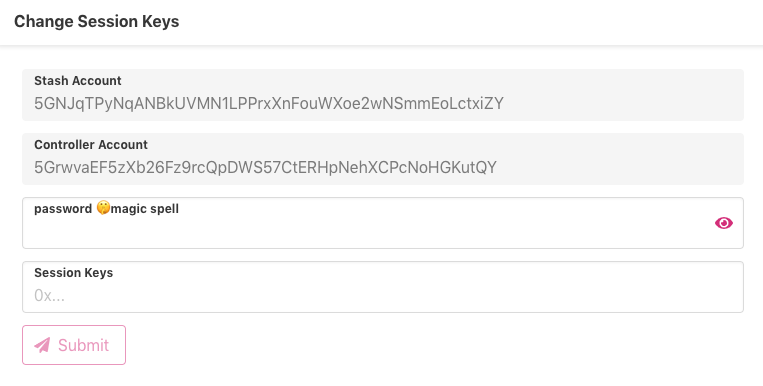 Change Session Keys
Stash Account
5GNJqTPyNqANBkUVMN1LPPrxXnFouWXoe2wNSmmEoLctxiZY
Controller Account
5GrwvaEF5zXb26Fz9rcQpDWS57CtERHpNehXCPcNoHGKutQY
password 🤫magic spell
Session Keys
0x...
Submit